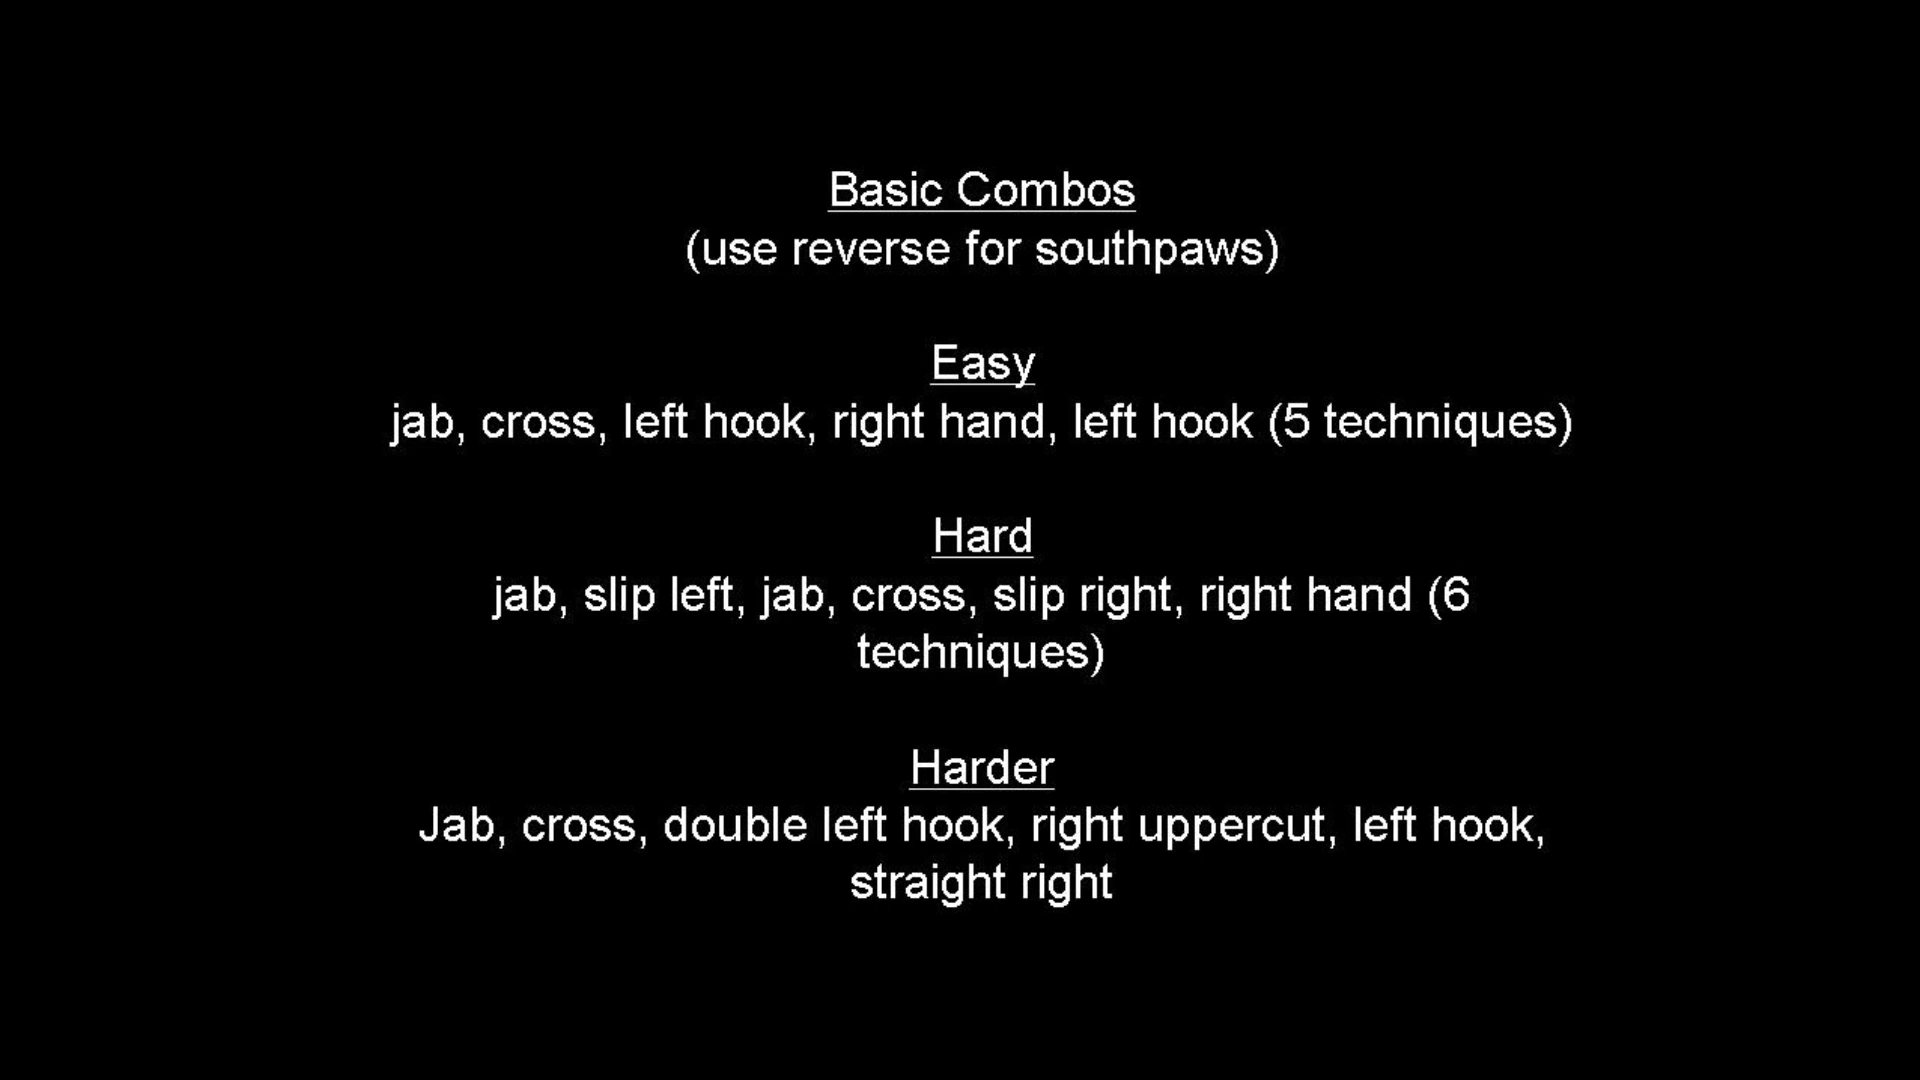 Basic Combos
(use reverse for southpaws)
Easy
jab, cross, left hook, right hand, left hook (5 techniques)
Hard
jab, slip left, jab, cross, slip right, right hand (6
techniques)
Harder
Jab, cross, double left hook, right uppercut, left hook,
straight right